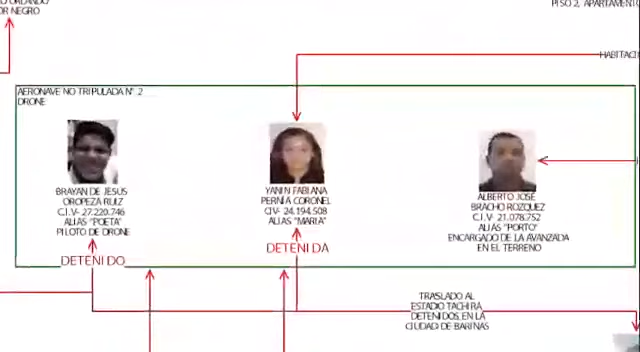 OR NEGRO
PISO 2, APARTAMENTO
HABITACI
AERONAVE NO TRIPULADA N° 2
DRONE
BRAYAN DE JESUS
OROPEZA RUIZ
C.I.V- 27.220.746
ALIAS "POETA"
PILOTO DE DRONE
YANIN FABIANA
PERNIA CORONEL
CIV- 24.194.508
ALIAS "MARIA"
ALBERTO JOSE
BRACHO ROZQUEZ
C.I.V- 21.078.752
ALIAS "PORTO"
ENCARGADO DE LA AVANZADA
EN EL TERRENO
DETENIDO
DETENIDA
TRASLADO AL
ESTADO TACHIRA
DETENIDOS, EN LA
CIUDAD DE BARINAS